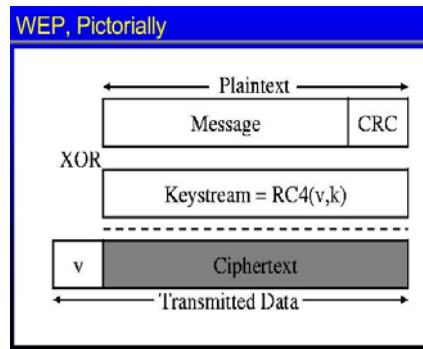 WEP, Pictorially
Plaintext
Message CRC
XOR
Keystream = RC4(v,k)
v Ciphertext
Transmitted Data